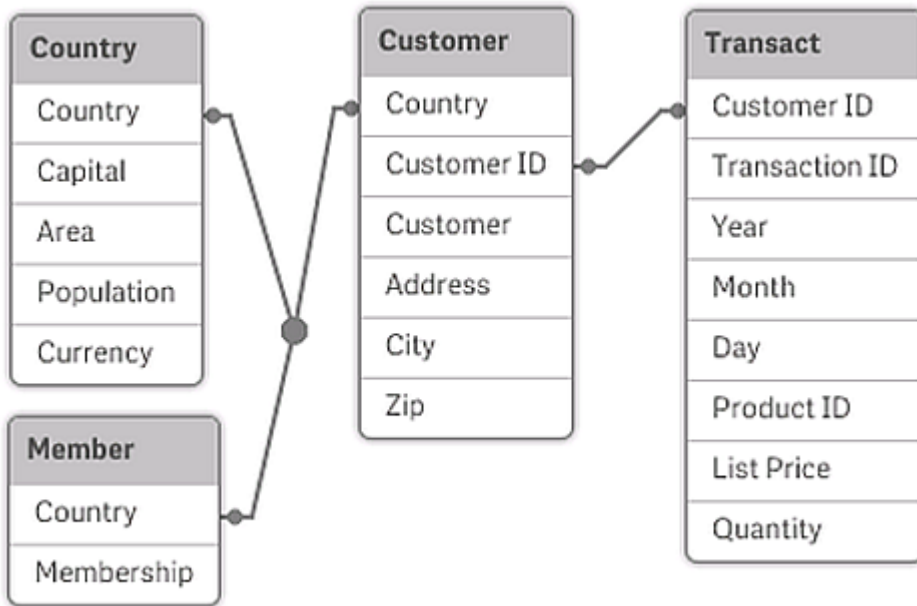 Country
Country
Capital
Area
Population
Currency
Member
Country
Membership
Customer
Country
Customer ID
Customer
Address
City
Zip
Transact
Customer ID
Transaction ID
Year
Month
Day
Product ID
List Price
Quantity